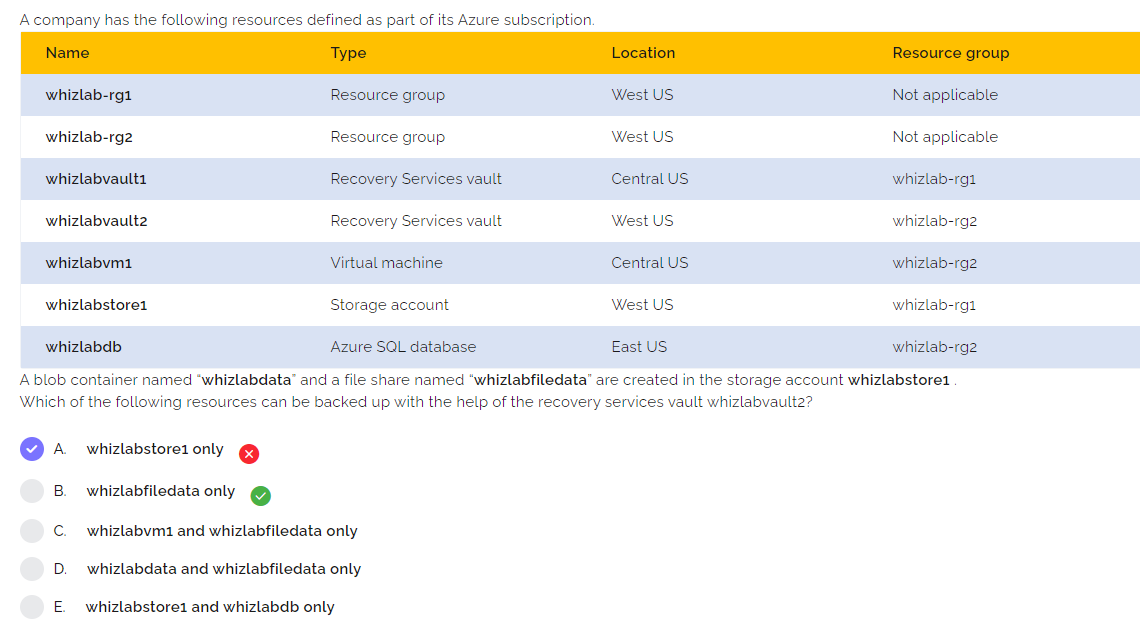 A company has the following resources defined as part of its Azure subscription.
Name Type Location Resource group
whizlab-rg1 Resource group West US Not applicable
whizlab-rg2 Resource group West US Not applicable
whizlabvault1 Recovery Services vault Central US whizlab-rg1
whizlabvault2 Recovery Services vault West US whizlab-rg2
whizlabvm1 Virtual machine Central US whizlab-rg2
whizlabstore1 Storage account West US whizlab-rg1
whizlabdb Azure SQL database East US whizlab-rg2
A blob container named “whizlabdata” and a file share named “whizlabfiledata” are created in the storage account whizlabstore1 .
Which of the following resources can be backed up with the help of the recovery services vault whizlabvault2?
A. whizlabstore1 only
B. whizlabfiledata only
C. whizlabvm1 and whizlabfiledata only
D. whizlabdata and whizlabfiledata only
E. whizlabstore1 and whizlabdb only